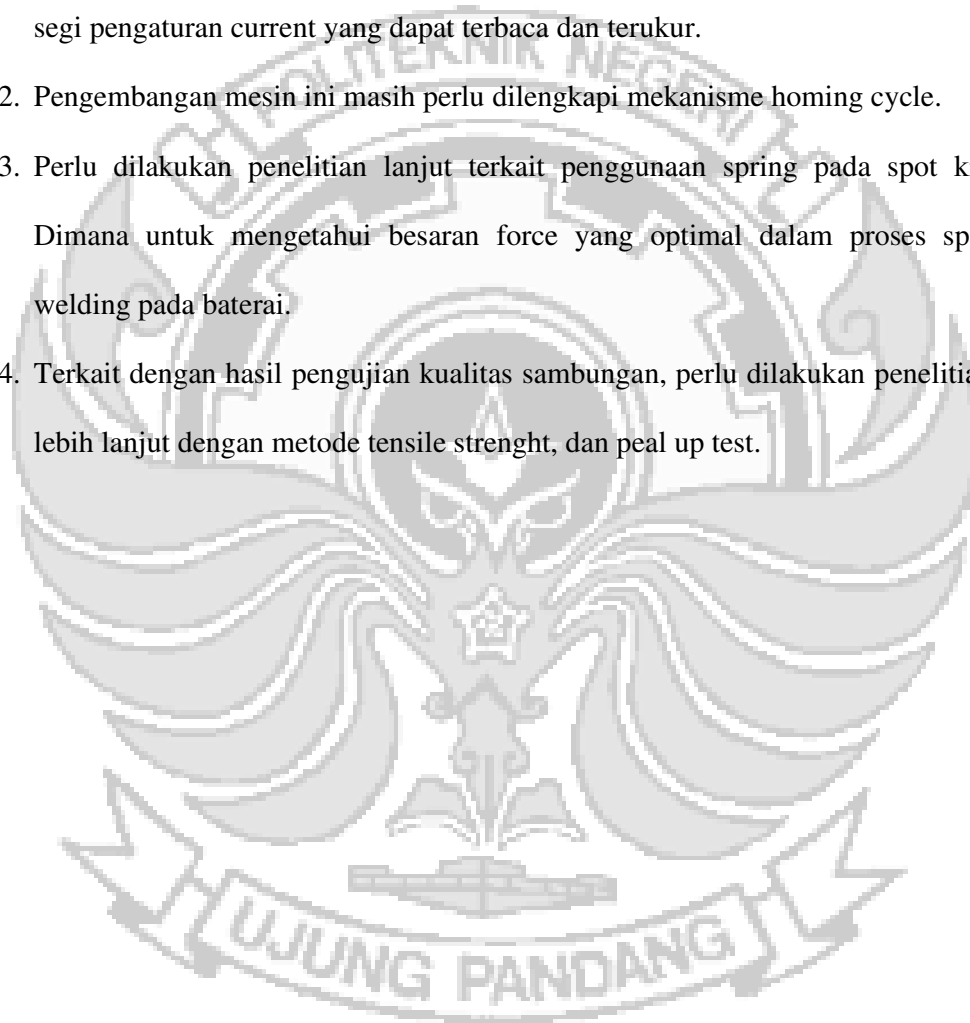 segi pengaturan current yang dapat terbaca dan terukur.
POLITEKNIK NEGERI
2. Pengembangan mesin ini masih perlu dilengkapi mekanisme homing cycle.
3. Perlu dilakukan penelitian lanjut terkait penggunaan spring pada spot k
Dimana untuk mengetahui besaran force yang optimal dalam proses sp
welding pada baterai.
4. Terkait dengan hasil pengujian kualitas sambungan, perlu dilakukan peneliti
lebih lanjut dengan metode tensile strenght, dan peal up test.
UJUNG PANDANG